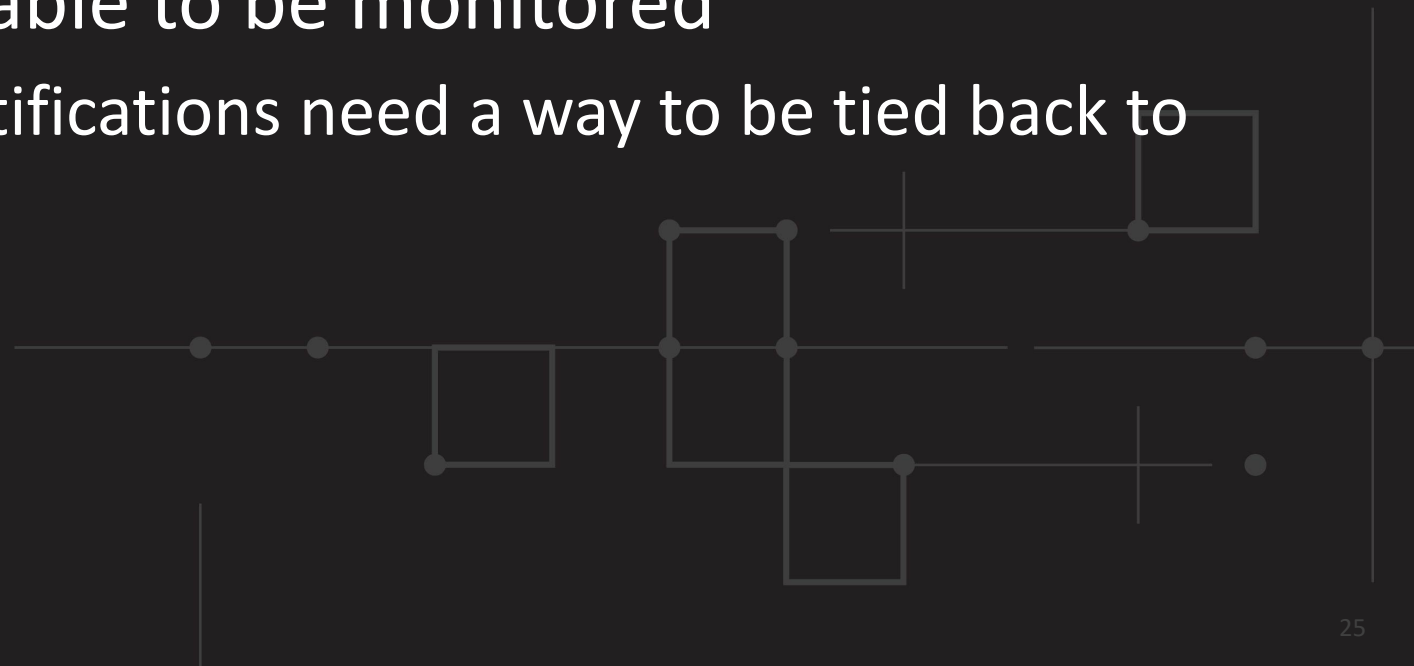 able to be monitored
tifications need a way to be tied back to
25